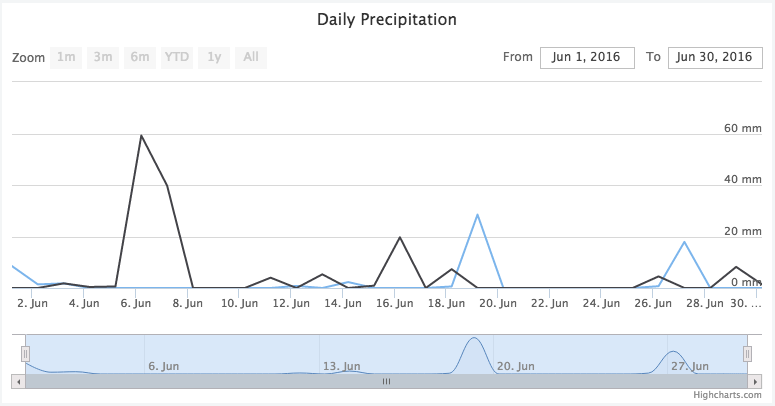 Daily Precipitation
Zoom 1m 3m 6m YTD 1y All From Jun 1, 2016 To Jun 30, 2016
60 mm
40 mm
20 mm
0 mm
2. Jun 4. Jun 6. Jun 8. Jun 10. Jun 12. Jun 14. Jun 16. Jun 18. Jun 20. Jun 22. Jun 24. Jun 26. Jun 28. Jun 30. ...
6. Jun 13. Jun 20. Jun 27. Jun
Highcharts.com